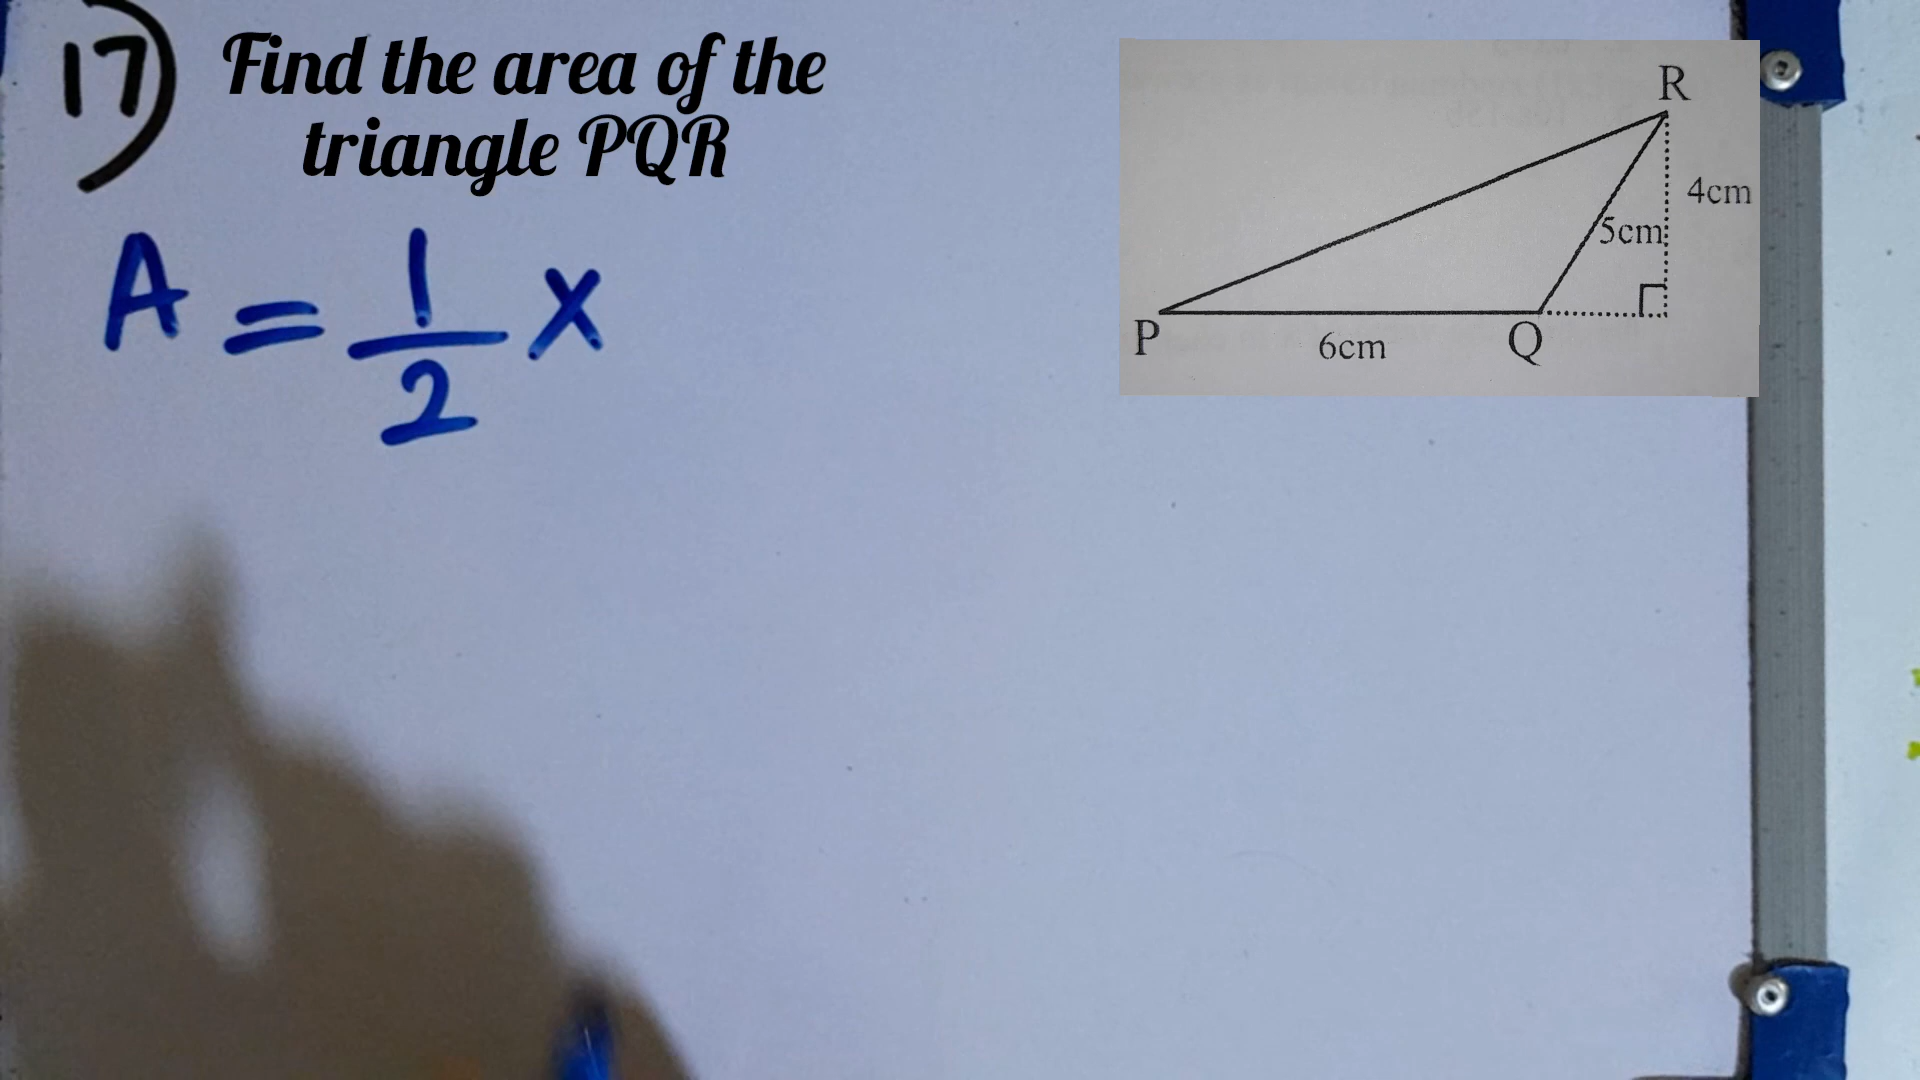 17)
Find the area of the
triangle PQR
A = 1/2 x
R
4cm
5cm
P
Q
6cm